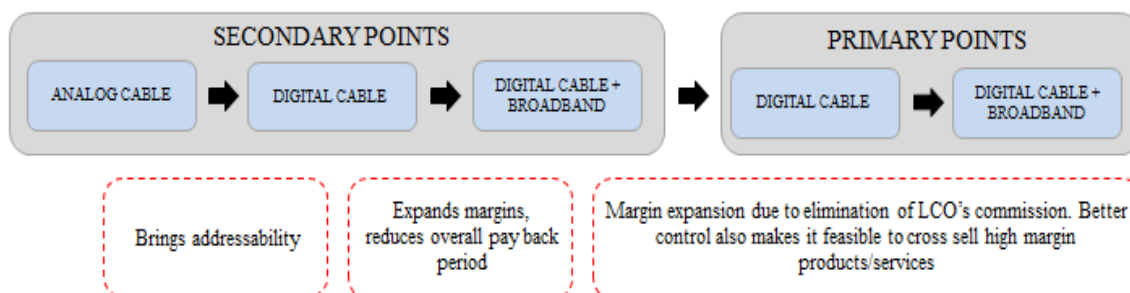 SECONDARY POINTS
ANALOG CABLE
DIGITAL CABLE
DIGITAL CABLE +
BROADBAND
PRIMARY POINTS
DIGITAL CABLE
DIGITAL CABLE +
BROADBAND
Brings addressability
Expands margins,
reduces overall pay back
period
Margin expansion due to elimination of LCO's commission. Better
control also makes it feasible to cross sell high margin
products/services